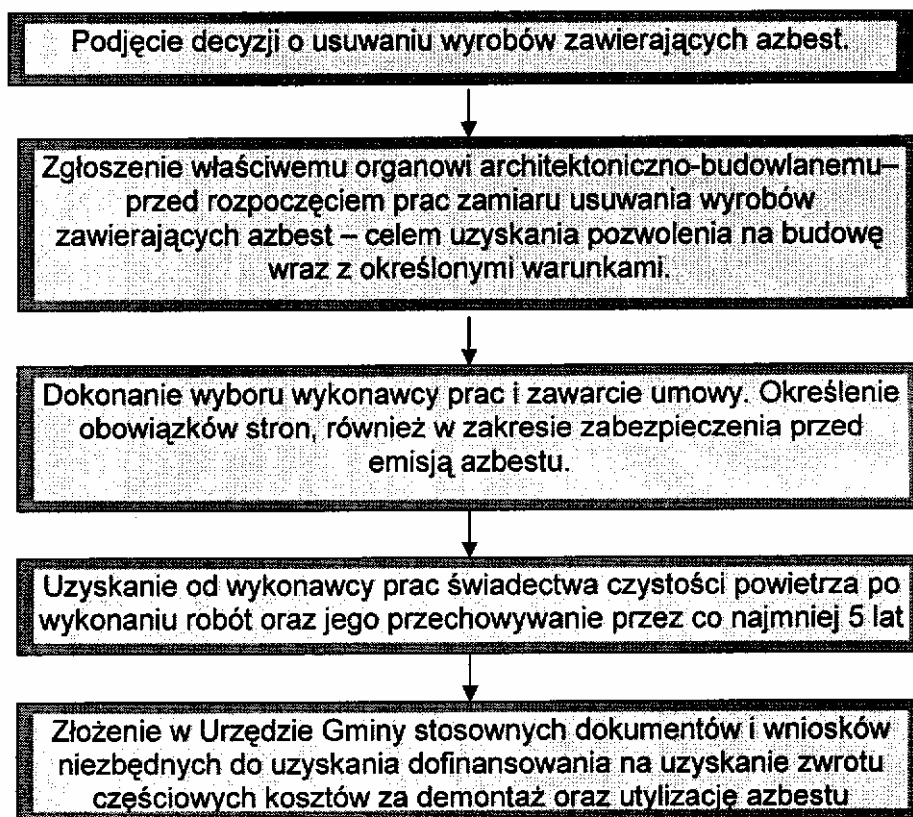 Podjęcie decyzji o usuwaniu wyrobów zawierających azbest.
Zgłoszenie właściwemu organowi architektoniczno-budowlanemu–
przed rozpoczęciem prac zamiaru usuwania wyrobów
zawierających azbest – celem uzyskania pozwolenia na budowę
wraz z określonymi warunkami.
Dokonanie wyboru wykonawcy prac i zawarcie umowy. Określenie
obowiązków stron, również w zakresie zabezpieczenia przed
emisją azbestu.
Uzyskanie od wykonawcy prac świadectwa czystości powietrza po
wykonaniu robót oraz jego przechowywanie przez co najmniej 5 lat
Złożenie w Urzędzie Gminy stosownych dokumentów i wniosków
niezbędnych do uzyskania dofinansowania na uzyskanie zwrotu
częściowych kosztów za demontaż oraz utylizację azbestu